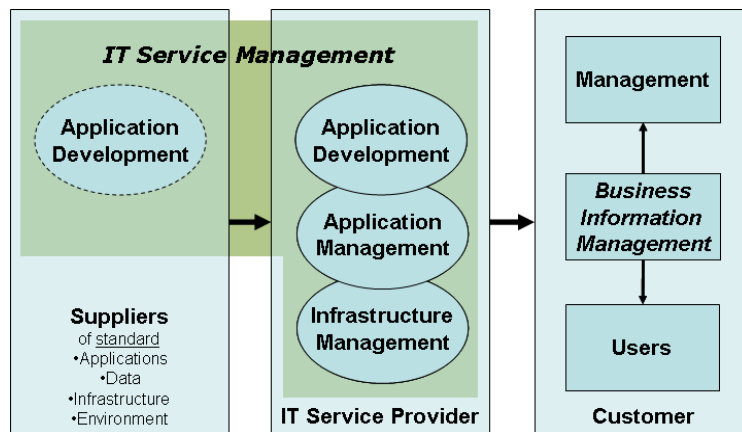 IT Service Management
Application
Development
Suppliers
of standard
•Applications
•Data
•Infrastructure
•Environment
Application
Development
Application
Management
Infrastructure
Management
IT Service Provider
Management
Business
Information
Management
Users
Customer